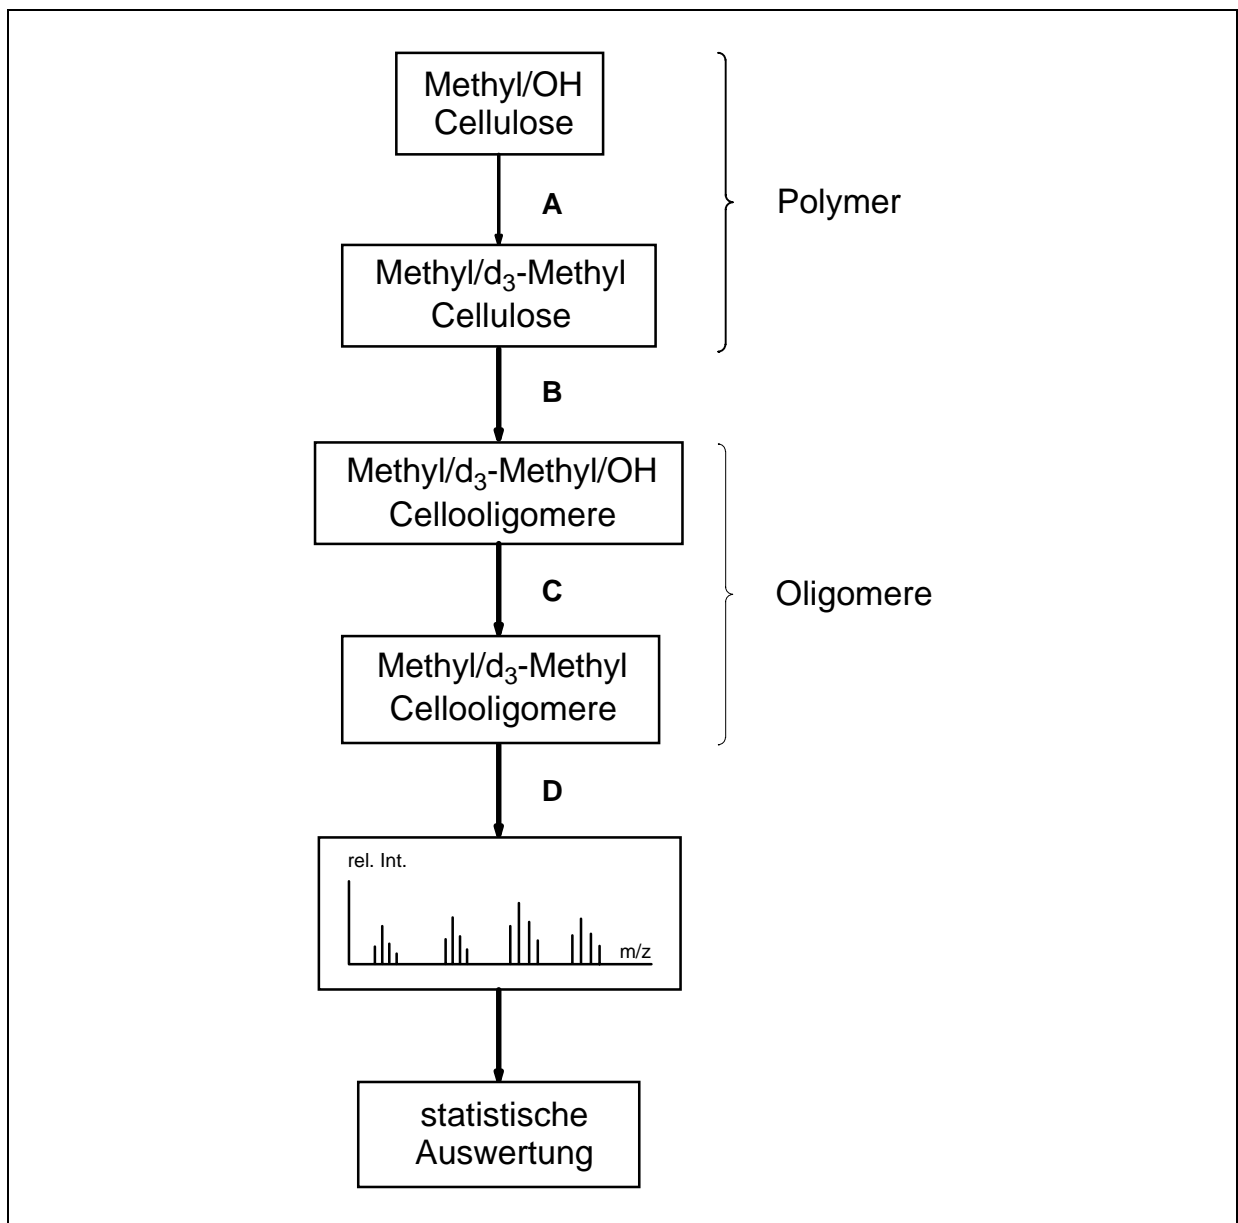 Methyl/OH
Cellulose
A
Polymer
Methyl/d₃-Methyl
Cellulose
B
Methyl/d₃-Methyl/OH
Cellooligomere
C
Oligomere
Methyl/d₃-Methyl
Cellooligomere
D
rel. Int.
m/z
statistische
Auswertung